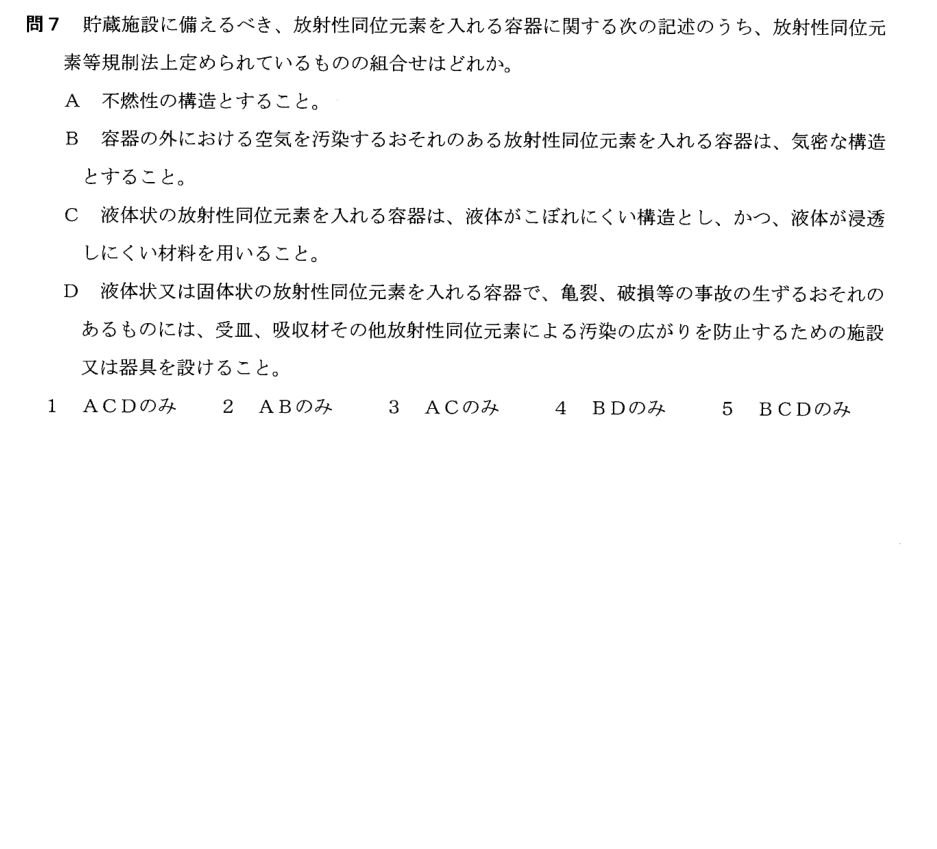 問7 貯蔵施設に備えるべき、放射性同位元素を入れる容器に関する次の記述のうち、放射性同位元
素等規制法上定められているものの組合せはどれか。
A 不燃性の構造とすること。
B 容器の外における空気を汚染するおそれのある放射性同位元素を入れる容器は、気密な構造
とすること。
C 液体状の放射性同位元素を入れる容器は、液体がこぼれにくい構造とし、かつ、液体が浸透
しにくい材料を用いること。
D 液体状又は固体状の放射性同位元素を入れる容器で、亀裂、破損等の事故の生ずるおそれの
あるものには、受皿、吸収材その他放射性同位元素による汚染の広がりを防止するための施設
又は器具を設けること。
1 ACDのみ 2 ABのみ 3 ACのみ 4 BDのみ 5 BCDのみ